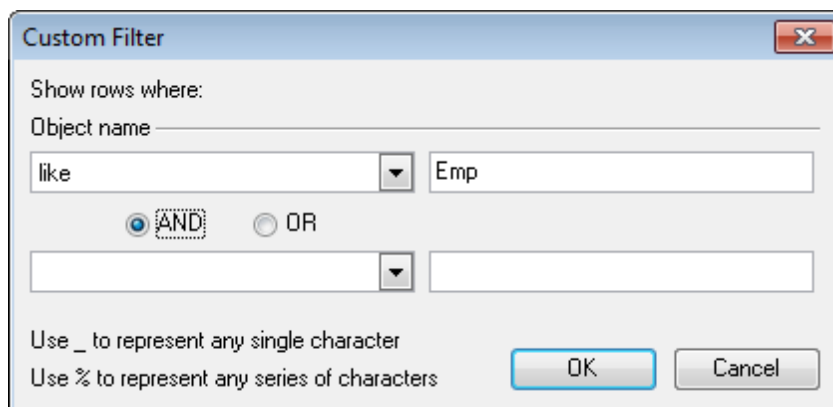 Custom Filter
Show rows where:
Object name
like Emp
AND OR
Use _ to represent any single character
Use % to represent any series of characters
OK Cancel